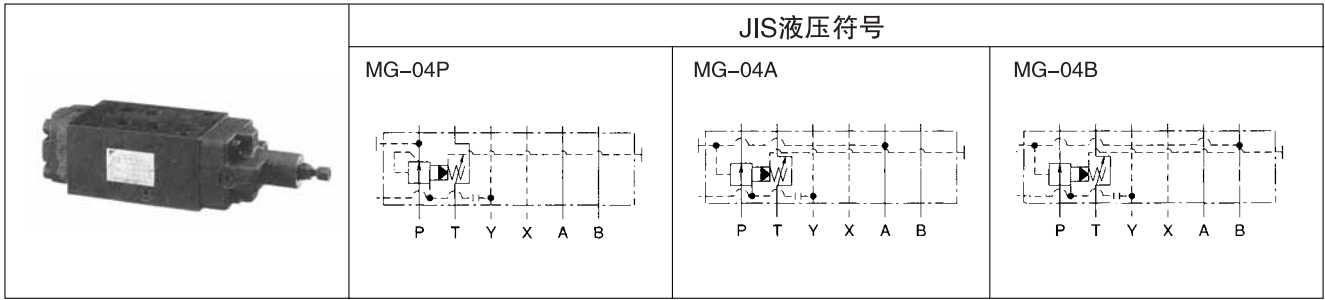 JIS液压符号
MG-04P
MG-04A
MG-04B
P T Y X A B
P T Y X A B
P T Y X A B